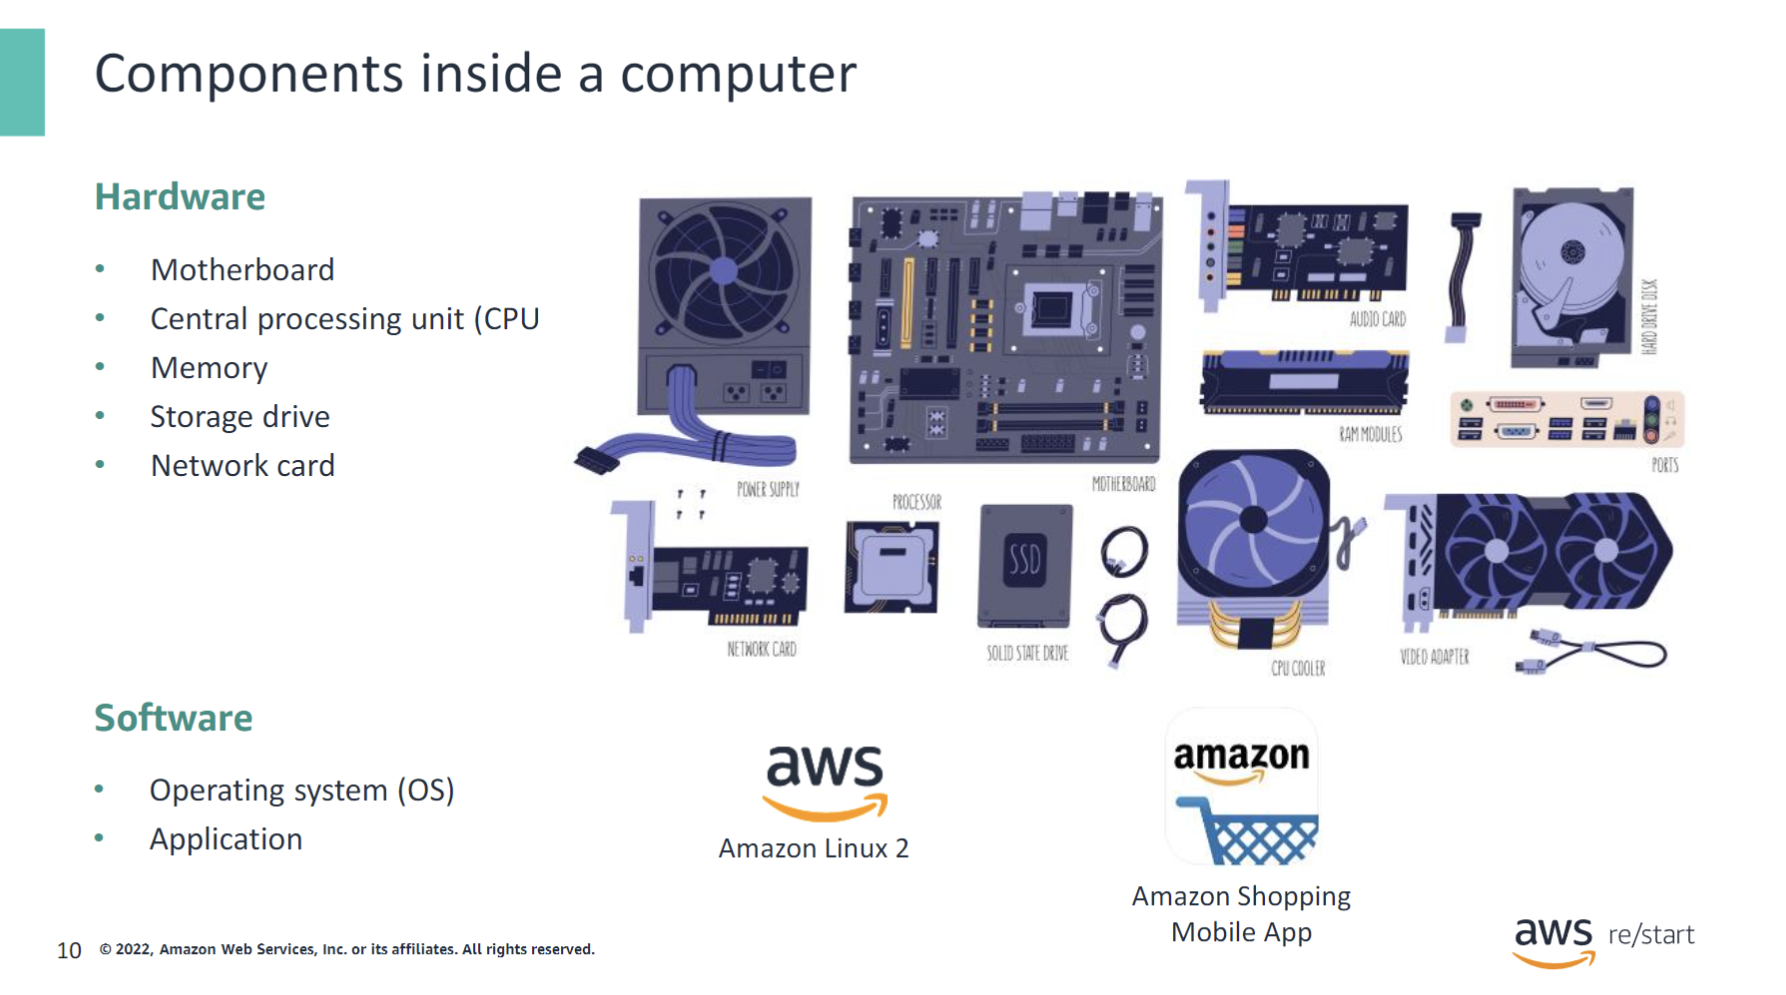 Components inside a computer
Hardware
• Motherboard
• Central processing unit (CPU
• Memory
• Storage drive
• Network card
POWER SUPPLY
MOTHERBOARD
AUDIO CARD
HARD DRIVE DISK
RAM MODULES
PORTS
NETWORK CARD
PROCESSOR
SSD
SOLID STATE DRIVE
CPU COOLER
VIDEO ADAPTER
Software
• Operating system (OS)
• Application
aws
Amazon Linux 2
amazon
Amazon Shopping
Mobile App
10 © 2022, Amazon Web Services, Inc. or its affiliates. All rights reserved.
aws re/start